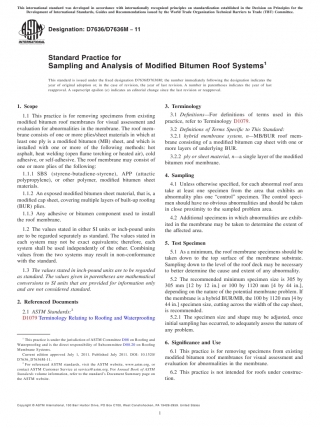 This international standard was developed in accordance with internationally recognized principles on standardization established in the Decision on Principles for the
Development of International Standards, Guides and Recommendations issued by the World Trade Organization Technical Barriers to Trade (TBT) Committee.
Designation: D7636/D7636M − 11
INTERNATIONAL
Standard Practice for
Sampling and Analysis of Modified Bitumen Roof Systems1
This standard is issued under the fixed designation D7636/D7636M; the number immediately following the designation indicates the
year of original adoption or, in the case of revision, the year of last revision. A number in parentheses indicates the year of last
reapproval. A superscript epsilon (ε) indicates an editorial change since the last revision or reapproval.
1. Scope
1.1 This practice is for removing specimens from existing
modified bitumen roof membranes for visual assessment and
evaluation for abnormalities in the membrane. The roof mem-
brane consists of one or more plies/sheet materials in which at
least one ply is a modified bitumen (MB) sheet, and which is
installed with one or more of the following methods: hot
asphalt, heat welding (open flame torching or heated air), cold
adhesive, or self-adherence. The roof membrane may consist of
one or more plies of the following:
1.1.1 SBS (styrene-butadiene-styrene), APP (atactic
polypropylene), or other polymer, modified bitumen sheet
materials.
1.1.2 An exposed modified bitumen sheet material, that is, a
modified cap sheet, covering multiple layers of built-up roofing
(BUR) plies.
1.1.3 Any adhesives or bitumen component used to install
the roof membrane.
1.2 The values stated in either SI units or inch-pound units
are to be regarded separately as standard. The values stated in
each system may not be exact equivalents; therefore, each
system shall be used independently of the other. Combining
values from the two systems may result in non-conformance
with the standard.
1.3 The values stated in inch-pound units are to be regarded
as standard. The values given in parentheses are mathematical
conversions to SI units that are provided for information only
and are not considered standard.
2. Referenced Documents
2.1 ASTM Standards:2
D1079 Terminology Relating to Roofing and Waterproofing
1 This practice is under the jurisdiction of ASTM Committee D08 on Roofing and
Waterproofing and is the direct responsibility of Subcommittee D08.20 on Roofing
Membrane Systems.
Current edition approved July 1, 2011. Published July 2011. DOI: 10.1520/
D7636_D7636M-11.
2 For referenced ASTM standards, visit the ASTM website, www.astm.org, or
contact ASTM Customer Service at service@astm.org. For Annual Book of ASTM
Standards volume information, refer to the standard's Document Summary page on
the ASTM website.
3. Terminology
3.1 Definitions—For definitions of terms used in this
practice, refer to Terminology D1079.
3.2 Definitions of Terms Specific to This Standard:
3.2.1 hybrid membrane system, n—MB/BUR roof mem-
brane consisting of a modified bitumen cap sheet with one or
more layers of underlying BUR.
3.2.2 ply or sheet material, n—a single layer of the modified
bitumen roof membrane.
4. Sampling
4.1 Unless otherwise specified, for each abnormal roof area
take at least one specimen from the area that exhibits an
abnormality plus one "control" specimen. The control speci-
men should have no obvious abnormalities and should be taken
in close proximity to the sampled problem area.
4.2 Additional specimens in which abnormalities are exhib-
ited in the membrane may be taken to determine the extent of
the affected area.
5. Test Specimen
5.1 As a minimum, the roof membrane specimens should be
taken down to the top surface of the membrane substrate.
Sampling down to the level of the roof deck may be necessary
to better determine the cause and extent of any abnormality.
5.2 The recommended minimum specimen size is 305 by
305 mm [12 by 12 in.] or 100 by 1120 mm [4 by 44 in.],
depending on the nature of the potential membrane problem. If
the membrane is a hybrid BUR/MB, the 100 by 1120 mm [4 by
44 in.] specimen size, cutting across the width of the cap sheet,
is recommended.
5.2.1 The specimen size and shape may be adjusted, once
initial sampling has occurred, to adequately assess the nature of
any problem.
6. Significance and Use
6.1 This practice is for removing specimens from existing
modified bitumen roof membranes for visual assessment and
evaluation for abnormalities in the membrane.
6.2 This practice is not intended for roofs under construc-
tion.
Copyright © ASTM International, 100 Barr Harbor Drive, PO Box C700, West Conshohocken, PA 19428-2959. United States
1